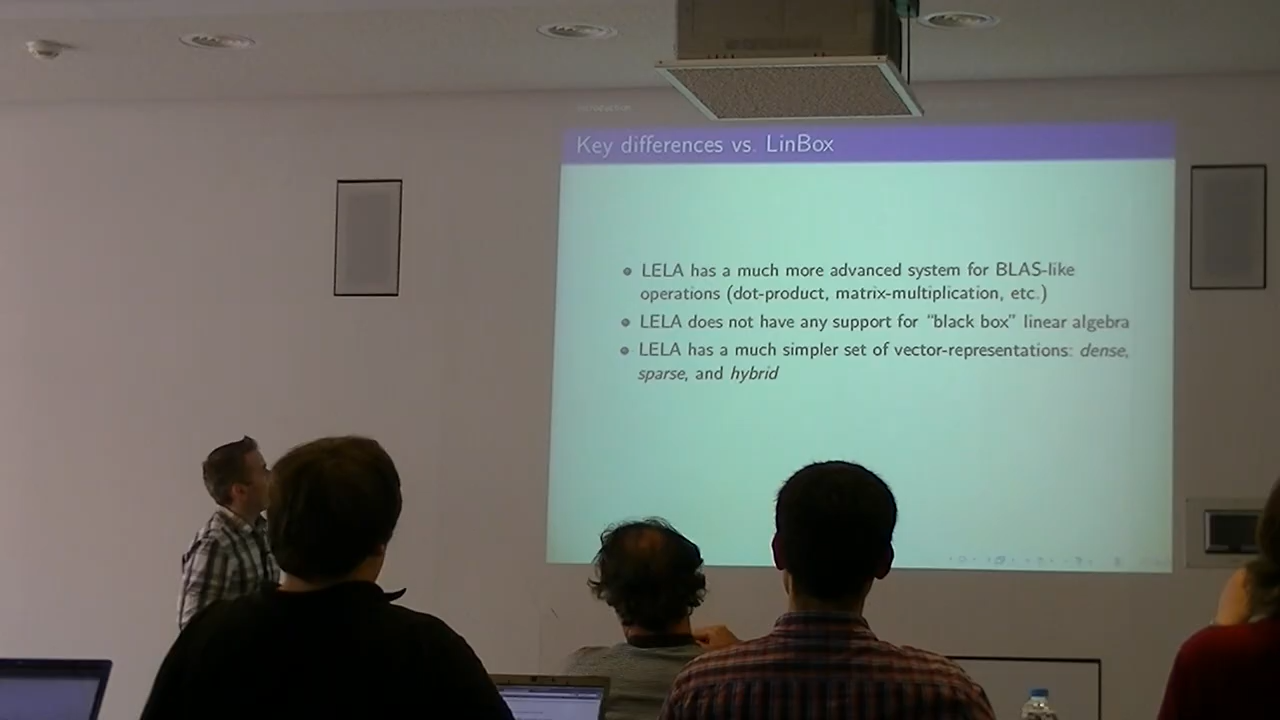 Introduction
Key differences vs. LinBox
LELA has a much more advanced system for BLAS-like
operations (dot-product, matrix-multiplication, etc.)
LELA does not have any support for “black box” linear algebra
LELA has a much simpler set of vector-representations: dense,
sparse, and hybrid